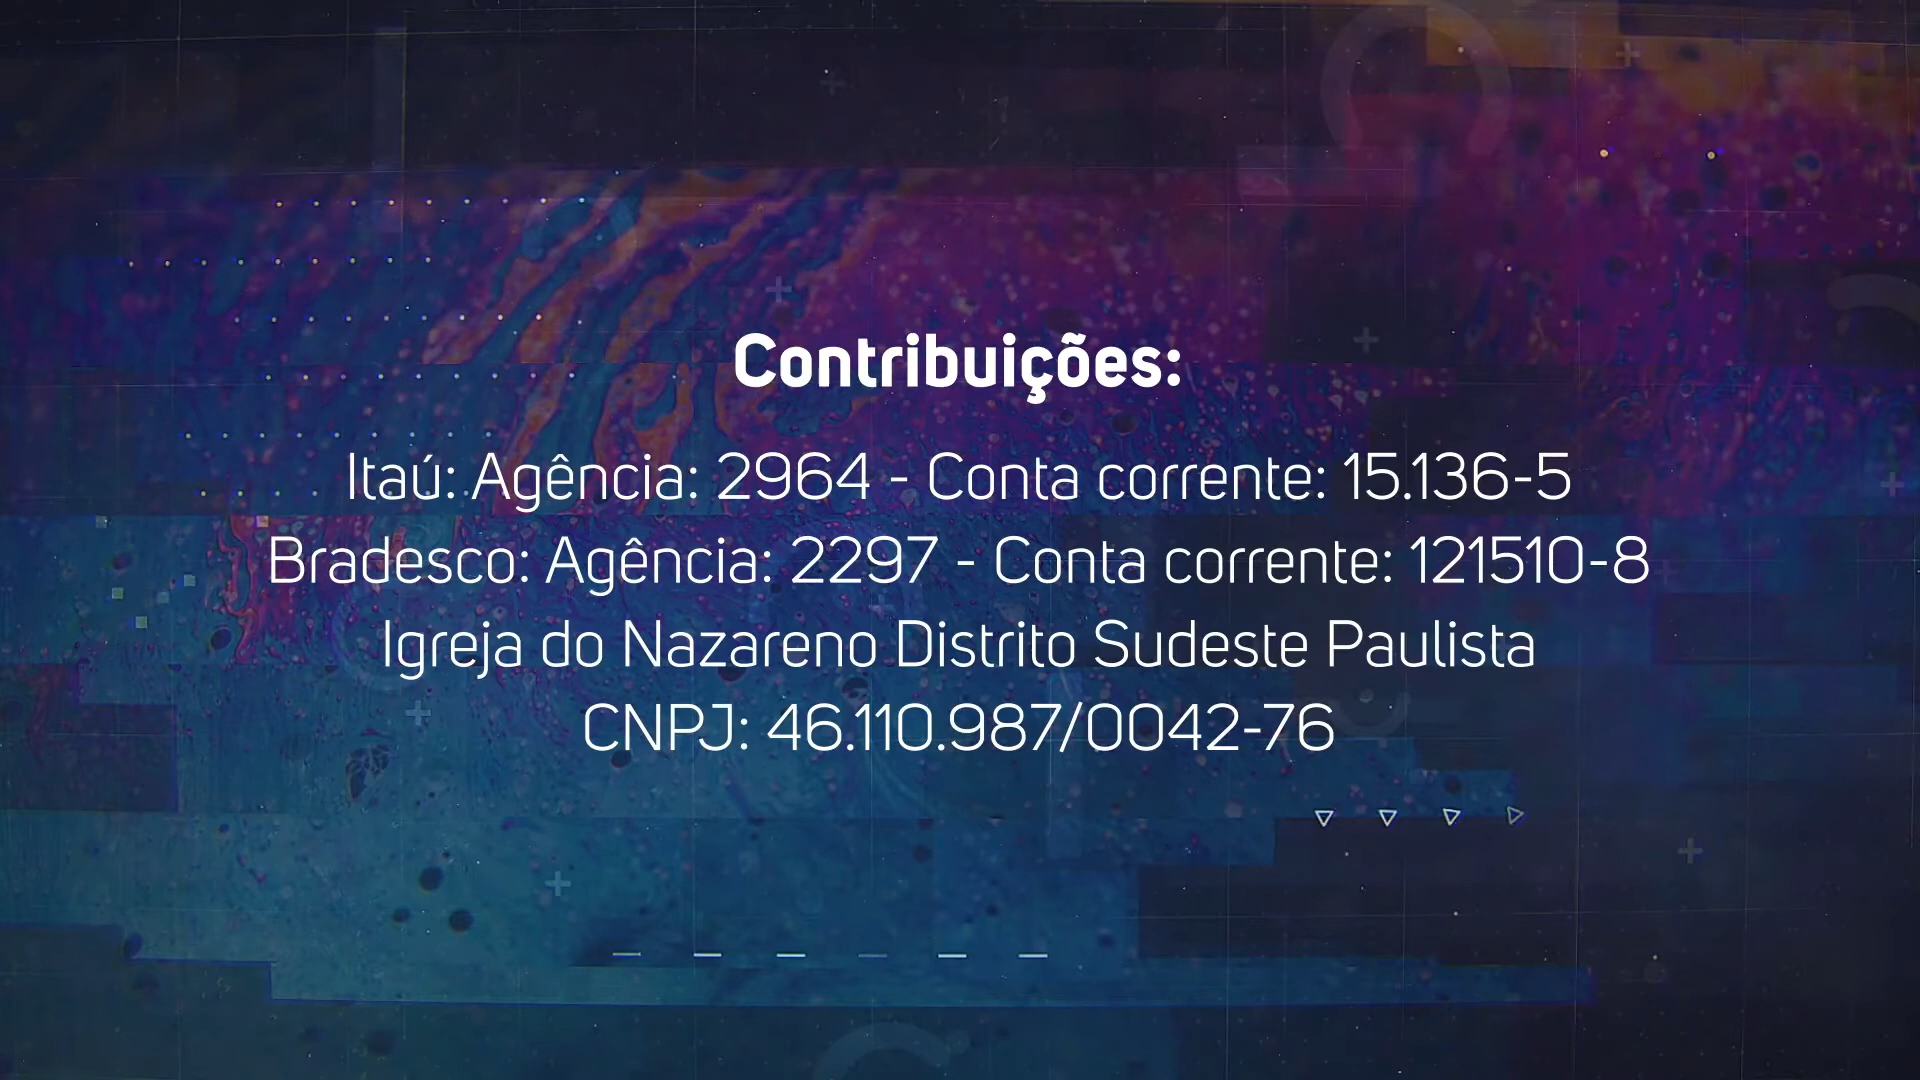 Contribuições:
Itaú: Agência: 2964 - Conta corrente: 15.136-5
Bradesco: Agência: 2297 - Conta corrente: 121510-8
Igreja do Nazareno Distrito Sudeste Paulista
CNPJ: 46.110.987/0042-76